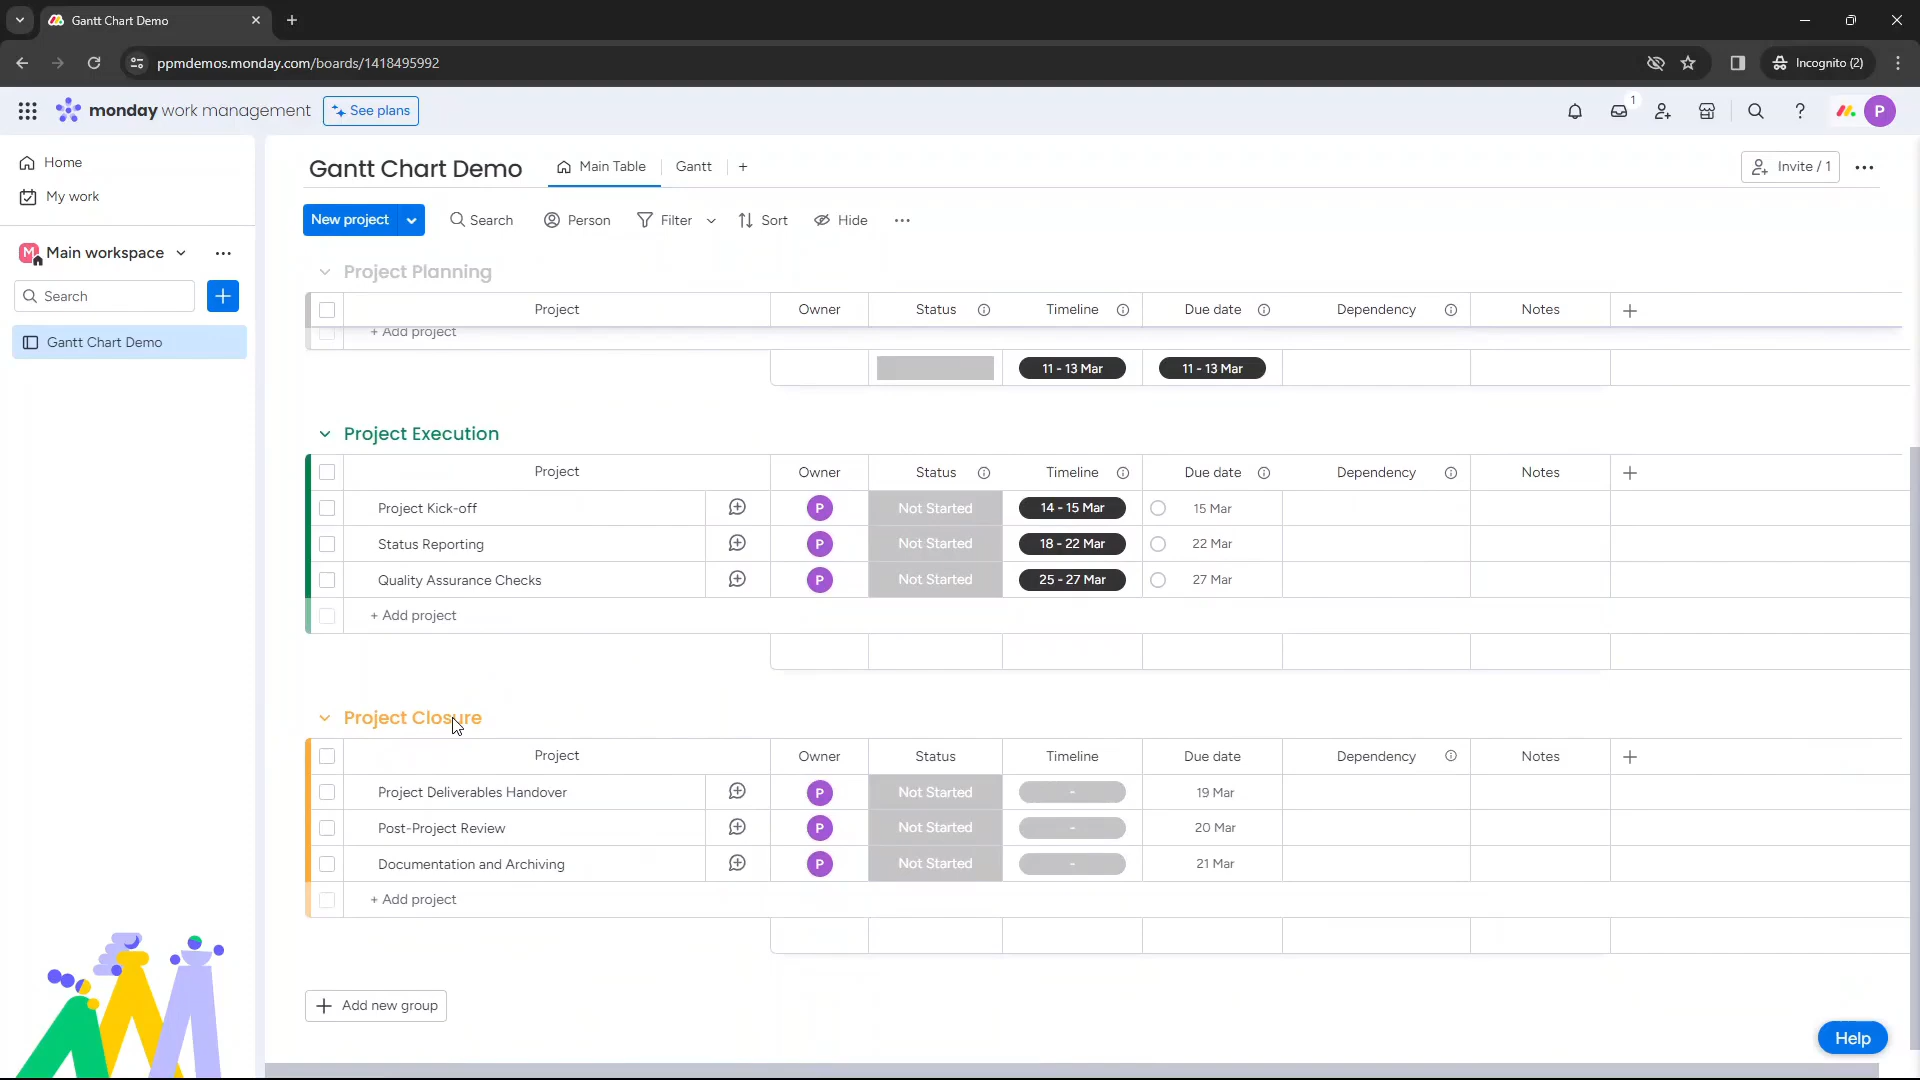 Gantt Chart Demo
ppmdemos.monday.com/boards/1418495992
Incognito (2)
monday work management
See plans
1
P
Home
My work
M Main workspace
Search
Gantt Chart Demo
Gantt Chart Demo
Main Table
Gantt
Invite / 1
New project
Search
Person
Filter
Sort
Hide
Project Planning
Project Owner Status Timeline Due date Dependency Notes
+ Add project
11 - 13 Mar 11 - 13 Mar
Project Execution
Project Owner Status Timeline Due date Dependency Notes
Project Kick-off P Not Started 14 - 15 Mar 15 Mar
Status Reporting P Not Started 18 - 22 Mar 22 Mar
Quality Assurance Checks P Not Started 25 - 27 Mar 27 Mar
+ Add project
Project Closure
Project Owner Status Timeline Due date Dependency Notes
Project Deliverables Handover P Not Started - 19 Mar
Post-Project Review P Not Started - 20 Mar
Documentation and Archiving P Not Started - 21 Mar
+ Add project
Add new group
Help